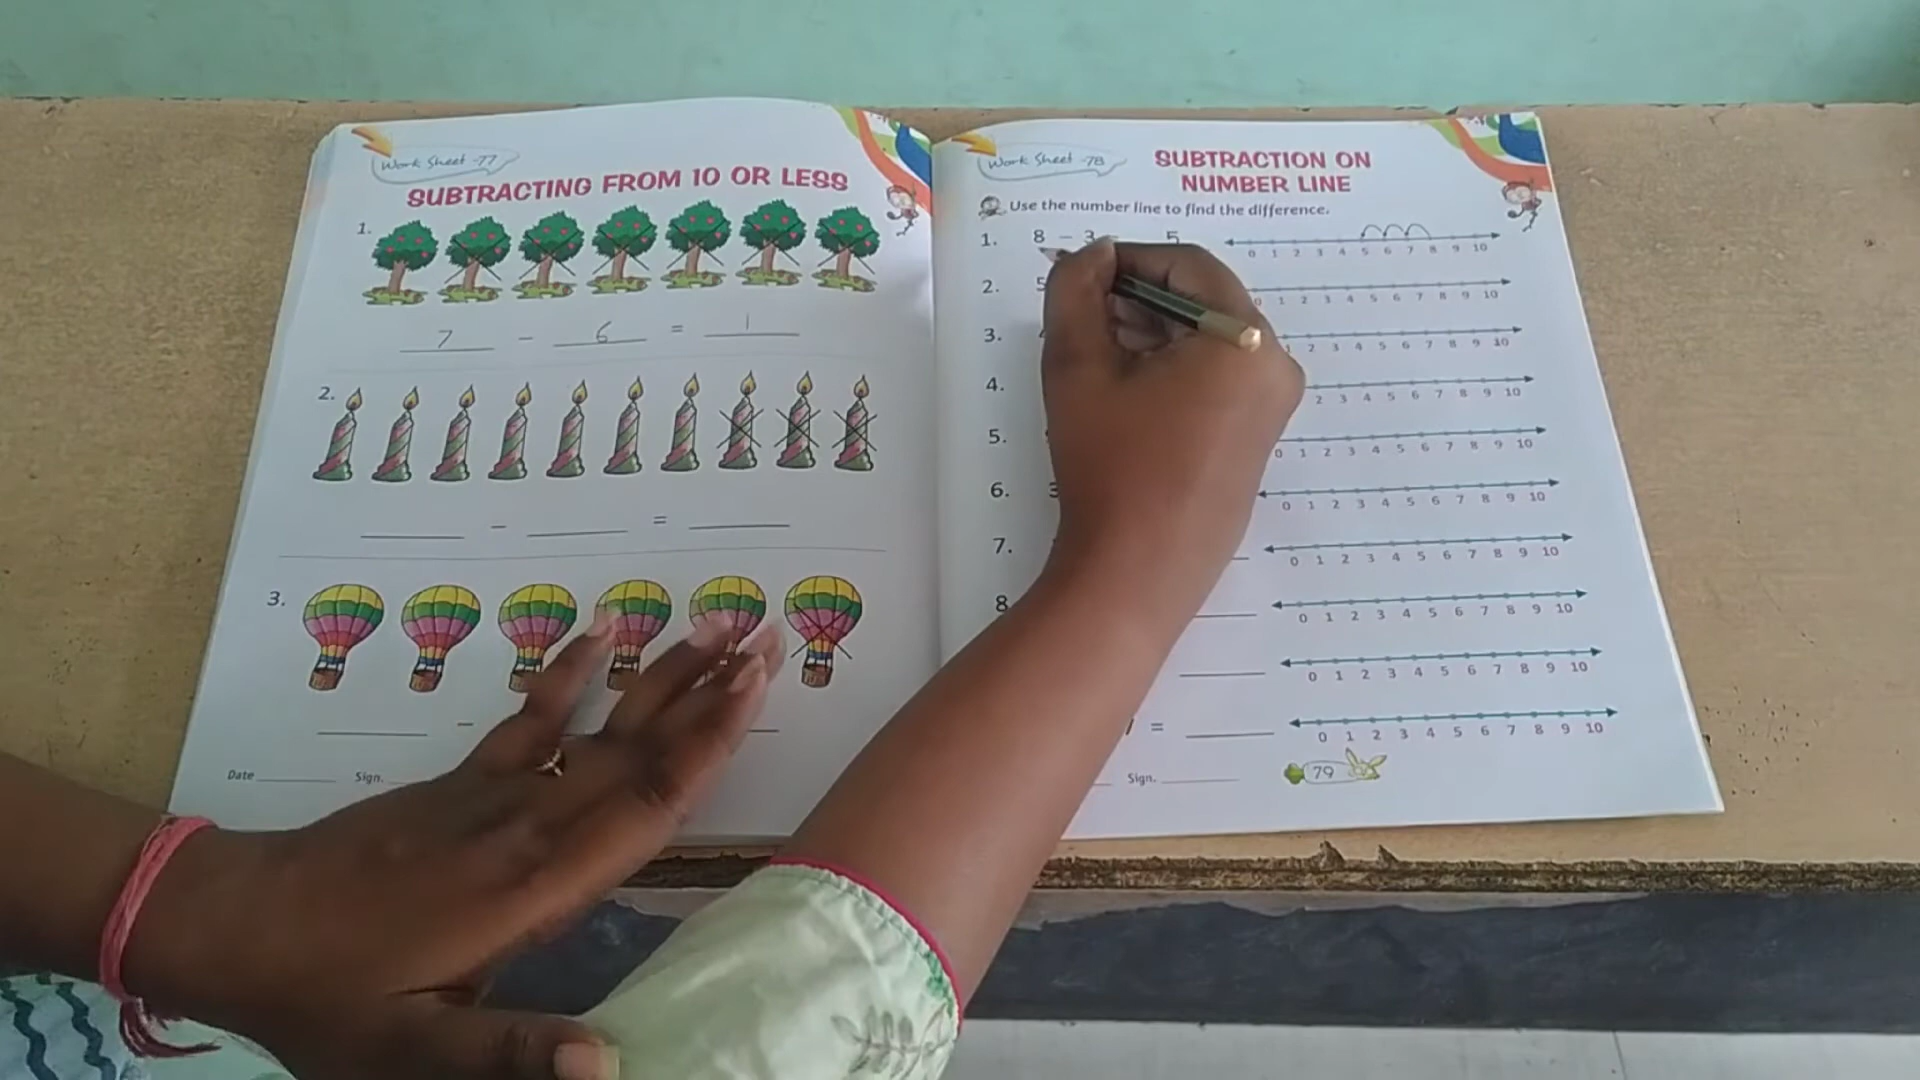 Work Sheet -77
SUBTRACTING FROM 10 OR LESS
1.
7 - 6 = 1
2.
- =
3.
-
Date Sign.
Work Sheet -78
SUBTRACTION ON
NUMBER LINE
Use the number line to find the difference.
1. 8 - 3 5 0 1 2 3 4 5 6 7 8 9 10
2. 5 0 1 2 3 4 5 6 7 8 9 10
3. 2 3 4 5 6 7 8 9 10
4. 2 3 4 5 6 7 8 9 10
5. 0 1 2 3 4 5 6 7 8 9 10
6. 3 0 1 2 3 4 5 6 7 8 9 10
7. 0 1 2 3 4 5 6 7 8 9 10
8 0 1 2 3 4 5 6 7 8 9 10
0 1 2 3 4 5 6 7 8 9 10
= 0 1 2 3 4 5 6 7 8 9 10
Sign. 79